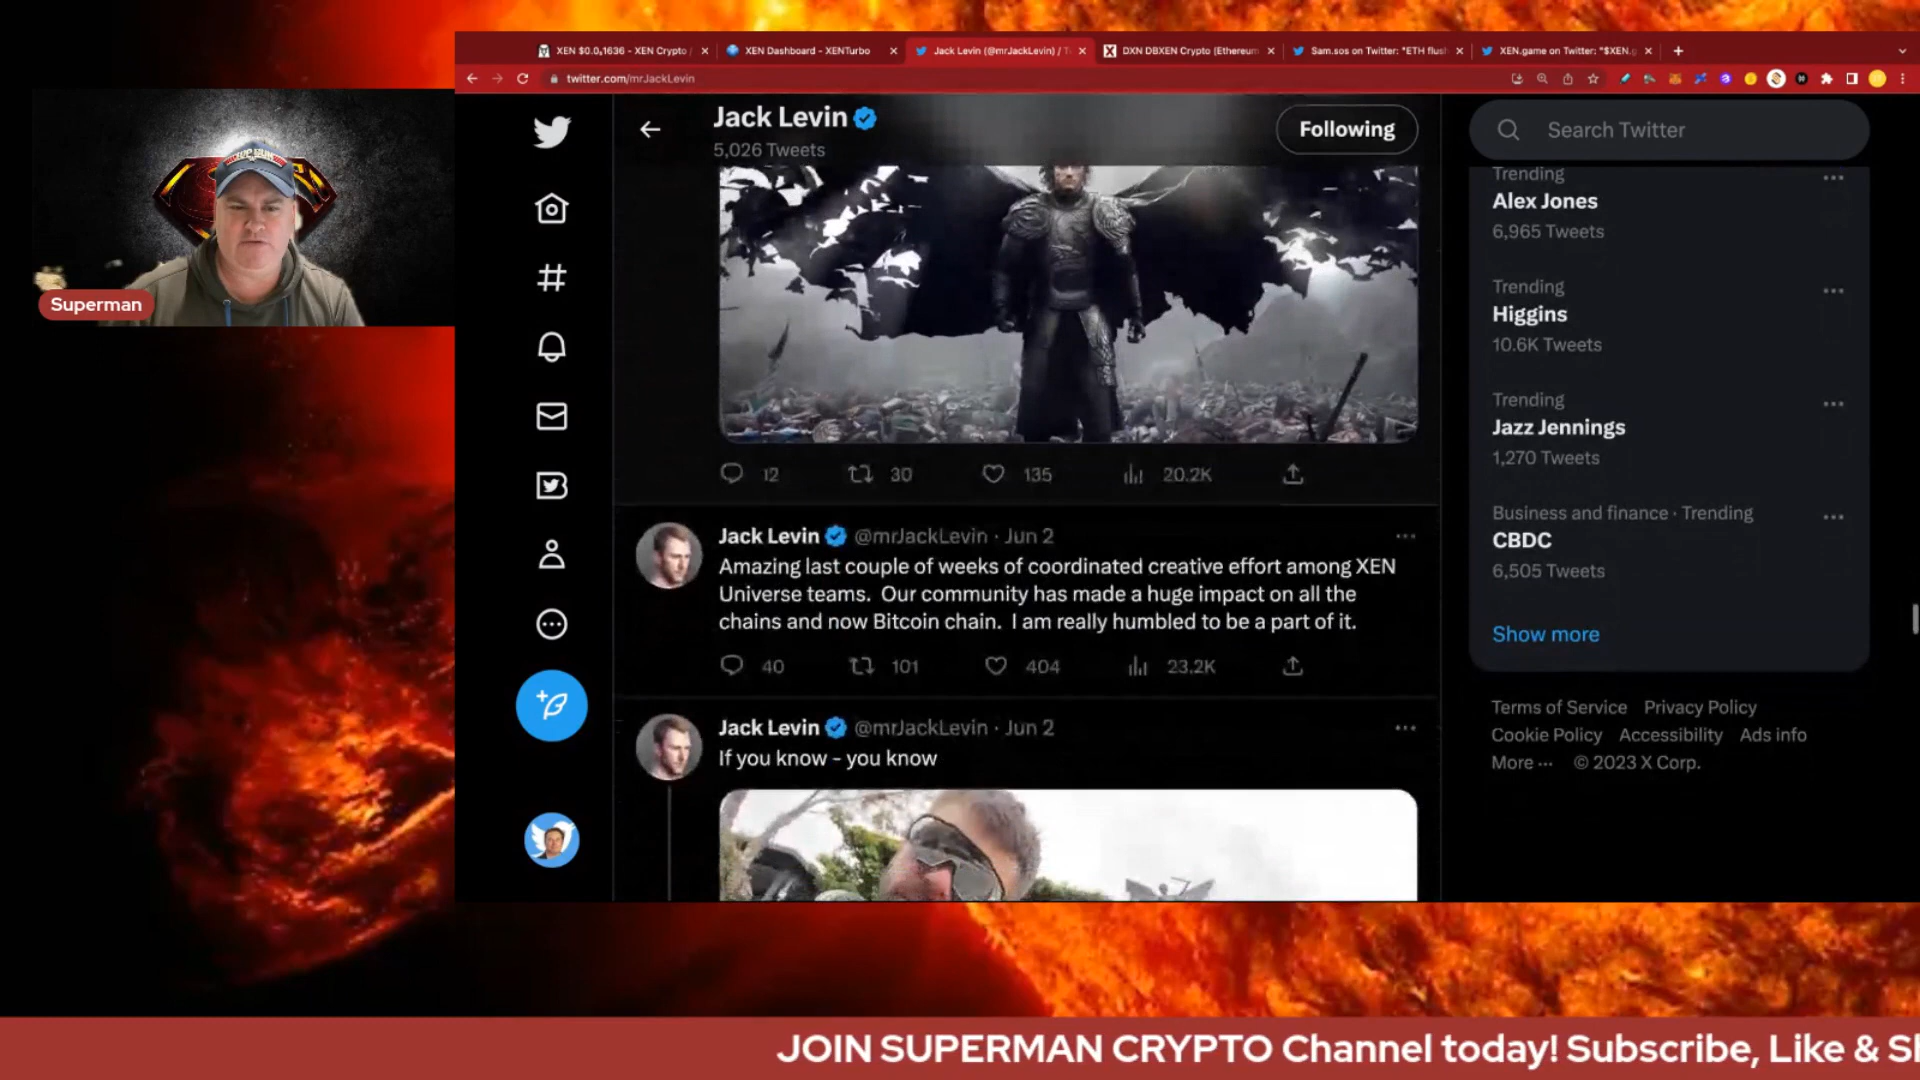 XEN $0.0₆1636 - XEN Crypto /
XEN Dashboard - XENTurbo
Jack Levin (@mrJackLevin) / T
DXN DBXEN Crypto (Ethereum
Sam.sos on Twitter: "ETH flush
XEN.game on Twitter: "$XEN.g
twitter.com/mrJackLevin
Superman
TOP GUN
Jack Levin
5,026 Tweets
Following
Search Twitter
12 30 135 20.2K
Jack Levin @mrJackLevin · Jun 2
Amazing last couple of weeks of coordinated creative effort among XEN
Universe teams. Our community has made a huge impact on all the
chains and now Bitcoin chain. I am really humbled to be a part of it.
40 101 404 23.2K
Jack Levin @mrJackLevin · Jun 2
If you know - you know
Trending
Alex Jones
6,965 Tweets
Trending
Higgins
10.6K Tweets
Trending
Jazz Jennings
1,270 Tweets
Business and finance · Trending
CBDC
6,505 Tweets
Show more
Terms of Service Privacy Policy
Cookie Policy Accessibility Ads info
More ··· © 2023 X Corp.
JOIN SUPERMAN CRYPTO Channel today! Subscribe, Like & Sh